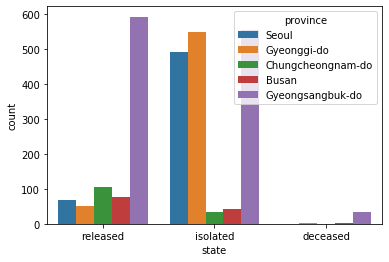 600
500
400
300
200
100
0
count
province
Seoul
Gyeonggi-do
Chungcheongnam-do
Busan
Gyeongsangbuk-do
released
isolated
deceased
state